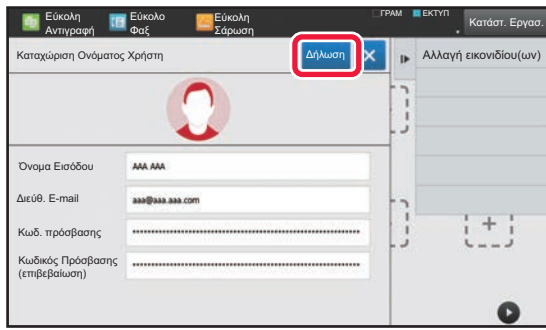 Εύκολη Αντιγραφή
Εύκολο Φαξ
Εύκολη Σάρωση
ΓΡΑΜ
ΕΚΤΥΠ
Κατάστ. Εργασ.
Καταχώριση Ονόματος Χρήστη
Δήλωση
Αλλαγή εικονιδίου(ων)
Όνομα Εισόδου
AAA AAA
Διεύθ. E-mail
aaa@aaa.aaa.com
Κωδ. πρόσβασης
Κωδικός Πρόσβασης
(επιβεβαίωση)